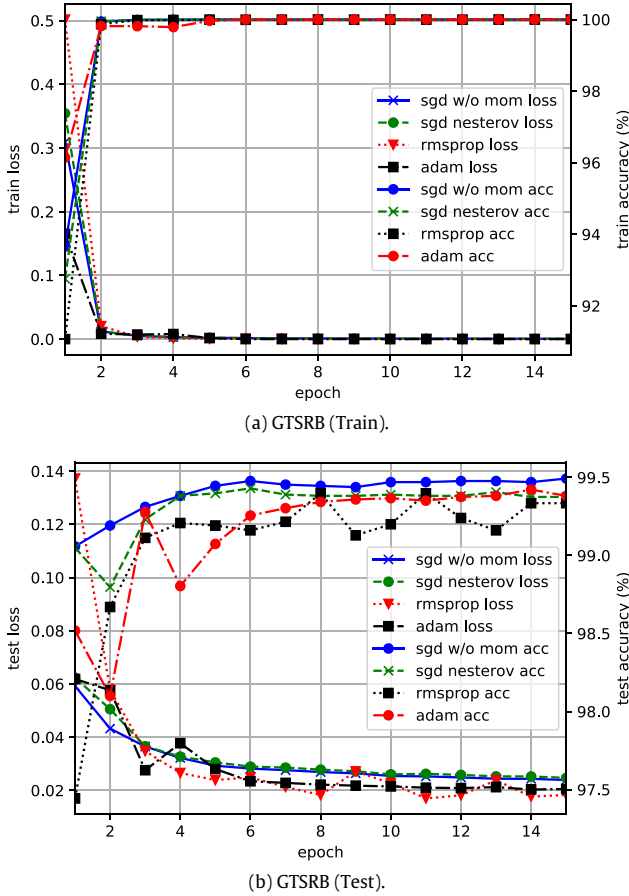 0.5
0.4
0.3
0.2
0.1
0.0
train loss
100
98
96
94
92
train accuracy (%)
sgd w/o mom loss
sgd nesterov loss
rmsprop loss
adam loss
sgd w/o mom acc
sgd nesterov acc
rmsprop acc
adam acc
2 4 6 8 10 12 14
epoch
(a) GTSRB (Train).
0.14
0.12
0.10
0.08
0.06
0.04
0.02
test loss
99.5
99.0
98.5
98.0
97.5
test accuracy (%)
sgd w/o mom loss
sgd nesterov loss
rmsprop loss
adam loss
sgd w/o mom acc
sgd nesterov acc
rmsprop acc
adam acc
2 4 6 8 10 12 14
epoch
(b) GTSRB (Test).